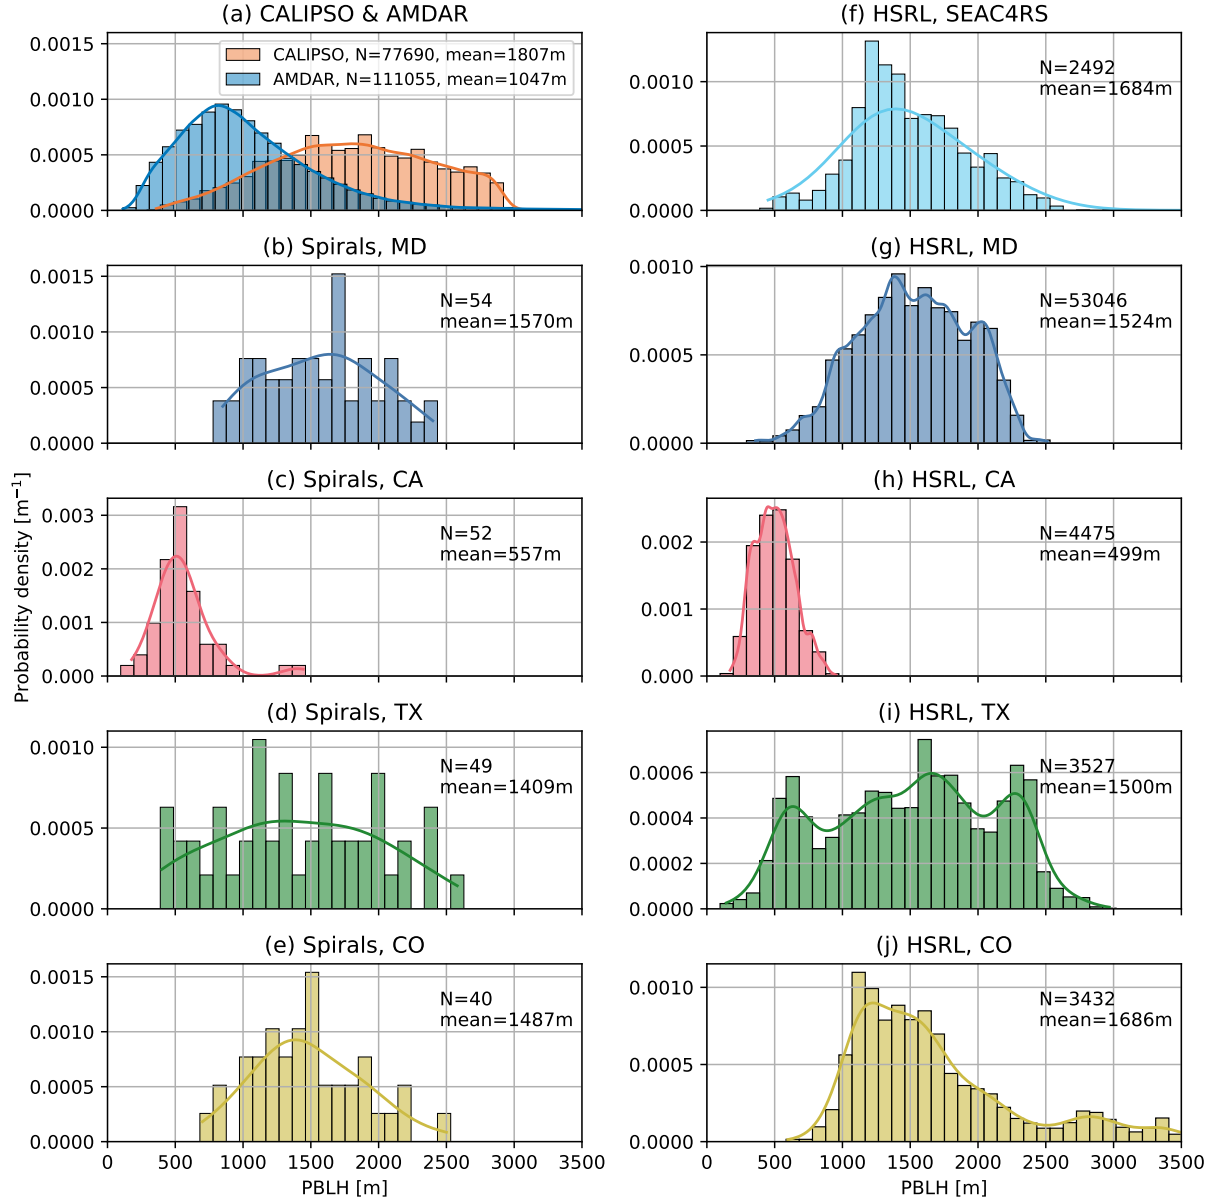 (a) CALIPSO & AMDAR
0.0015
0.0010
0.0005
0.0000
CALIPSO, N=77690, mean=1807m
AMDAR, N=111055, mean=1047m
(b) Spirals, MD
0.0015
0.0010
0.0005
0.0000
N=54
mean=1570m
(c) Spirals, CA
0.003
0.002
0.001
0.000
N=52
mean=557m
Probability density [m⁻¹]
(d) Spirals, TX
0.0010
0.0005
0.0000
N=49
mean=1409m
(e) Spirals, CO
0.0015
0.0010
0.0005
0.0000
N=40
mean=1487m
0 500 1000 1500 2000 2500 3000 3500
PBLH [m]
(f) HSRL, SEAC4RS
0.0010
0.0005
0.0000
N=2492
mean=1684m
(g) HSRL, MD
0.0010
0.0005
0.0000
N=53046
mean=1524m
(h) HSRL, CA
0.002
0.001
0.000
N=4475
mean=499m
(i) HSRL, TX
0.0006
0.0004
0.0002
0.0000
N=3527
mean=1500m
(j) HSRL, CO
0.0010
0.0005
0.0000
N=3432
mean=1686m
0 500 1000 1500 2000 2500 3000 3500
PBLH [m]